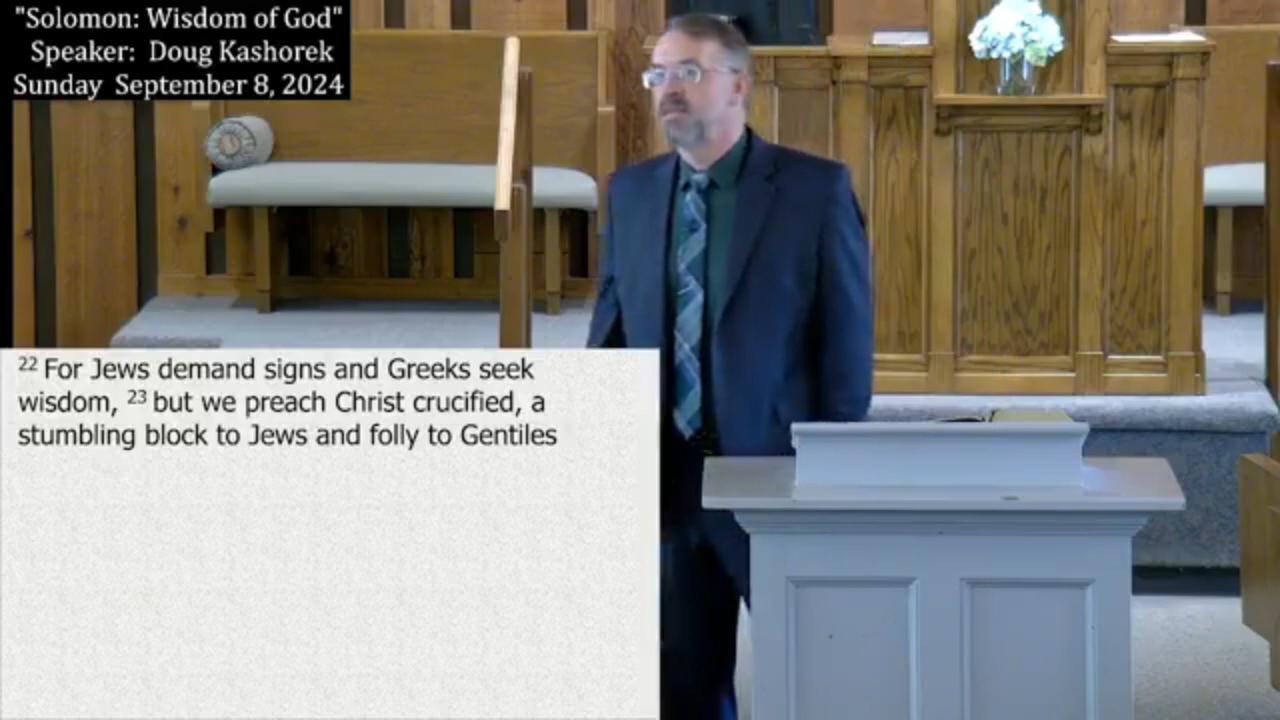 "Solomon: Wisdom of God"
Speaker: Doug Kashorek
Sunday September 8, 2024
22 For Jews demand signs and Greeks seek
wisdom, 23 but we preach Christ crucified, a
stumbling block to Jews and folly to Gentiles